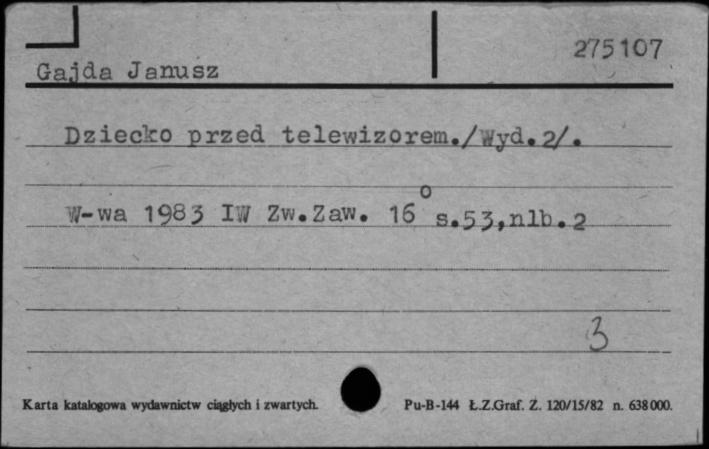 275107
Gajda Janusz
Dziecko przed telewizorem./Wyd.2/.
W-wa 1983 IW Zw.Zaw. 16° s.53,nlb.2
3
Karta katalogowa wydawnictw ciągłych i zwartych. Pu-B-144 Ł.Z.Graf. Z. 120/15/82 n. 638000.